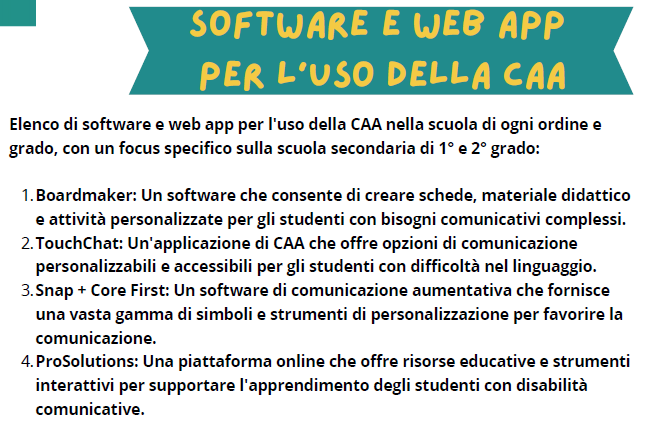 SOFTWARE E WEB APP
PER L'USO DELLA CAA
Elenco di software e web app per l'uso della CAA nella scuola di ogni ordine e
grado, con un focus specifico sulla scuola secondaria di 1° e 2° grado:
1. Boardmaker: Un software che consente di creare schede, materiale didattico
e attività personalizzate per gli studenti con bisogni comunicativi complessi.
2. TouchChat: Un'applicazione di CAA che offre opzioni di comunicazione
personalizzabili e accessibili per gli studenti con difficoltà nel linguaggio.
3. Snap + Core First: Un software di comunicazione aumentativa che fornisce
una vasta gamma di simboli e strumenti di personalizzazione per favorire la
comunicazione.
4. ProSolutions: Una piattaforma online che offre risorse educative e strumenti
interattivi per supportare l'apprendimento degli studenti con disabilità
comunicative.